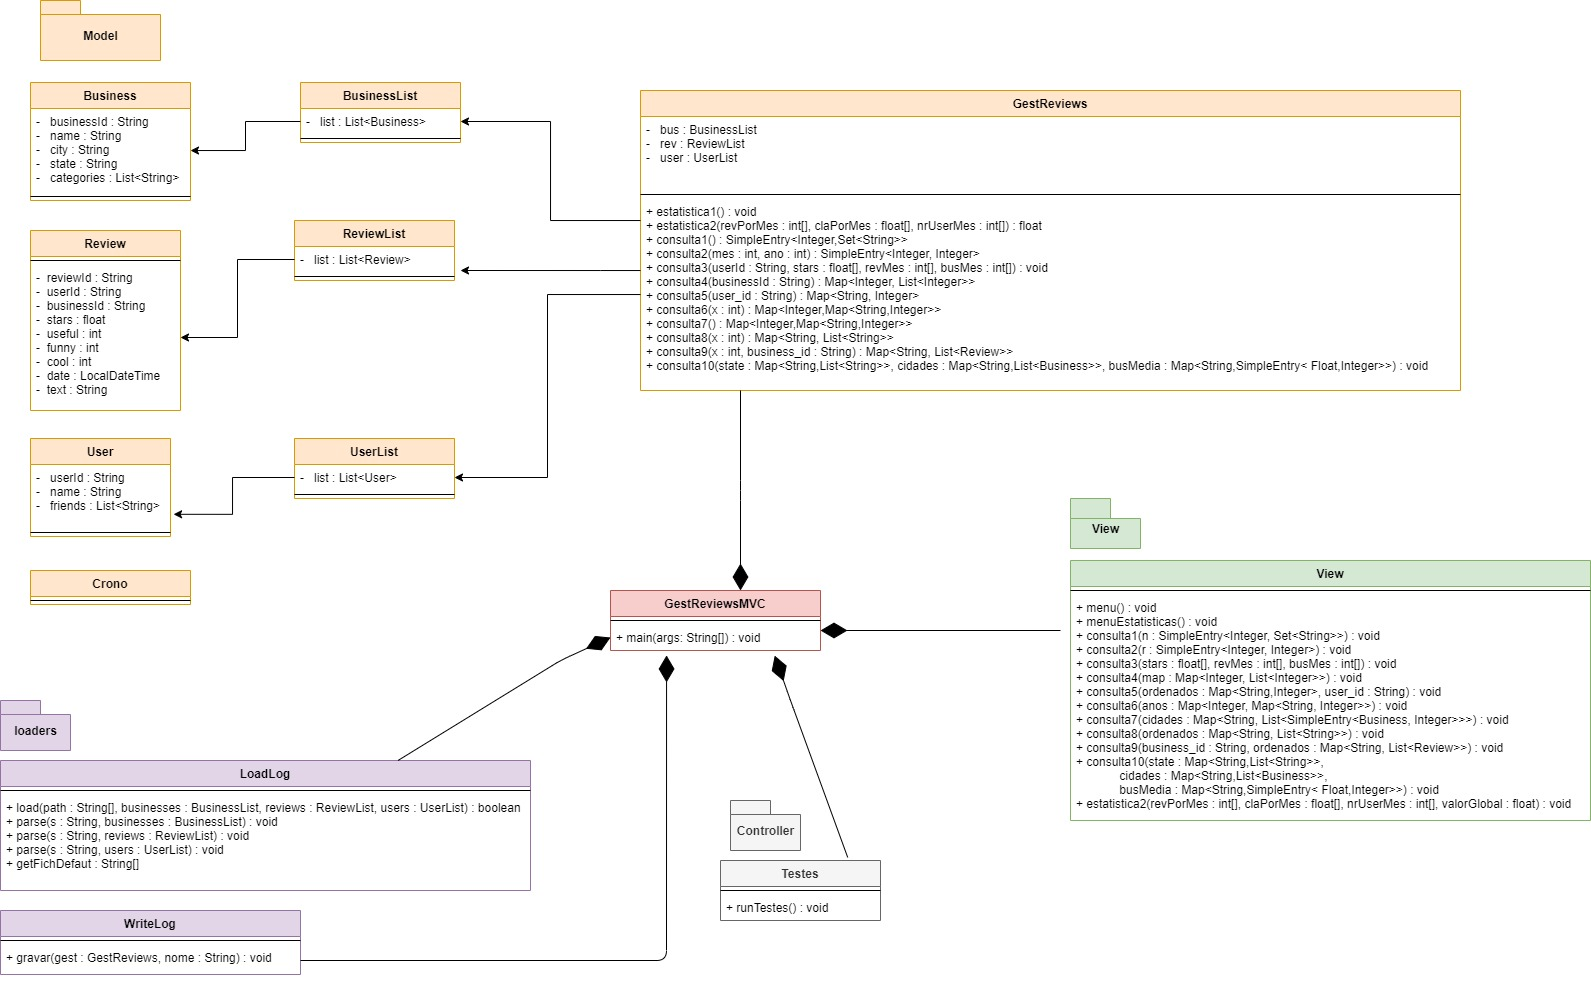 Model
Business
- businessId : String
- name : String
- city : String
- state : String
- categories : List<String>
BusinessList
- list : List<Business>
GestReviews
- bus : BusinessList
- rev : ReviewList
- user : UserList
+ estatistica1() : void
+ estatistica2(revPorMes : int[], claPorMes : float[], nrUserMes : int[]) : float
+ consulta1() : SimpleEntry<Integer,Set<String>>
+ consulta2(mes : int, ano : int) : SimpleEntry<Integer, Integer>
+ consulta3(userId : String, stars : float[], revMes : int[], busMes : int[]) : void
+ consulta4(businessId : String) : Map<Integer, List<Integer>>
+ consulta5(user_id : String) : Map<String, Integer>
+ consulta6(x : int) : Map<Integer,Map<String,Integer>>
+ consulta7() : Map<Integer,Map<String,Integer>>
+ consulta8(x : int) : Map<String, List<String>>
+ consulta9(x : int, business_id : String) : Map<String, List<Review>>
+ consulta10(state : Map<String,List<String>>, cidades : Map<String,List<Business>>, busMedia : Map<String,SimpleEntry< Float,Integer>>) : void
Review
- reviewId : String
- userId : String
- businessId : String
- stars : float
- useful : int
- funny : int
- cool : int
- date : LocalDateTime
- text : String
ReviewList
- list : List<Review>
User
- userId : String
- name : String
- friends : List<String>
UserList
- list : List<User>
Crono
GestReviewsMVC
+ main(args: String[]) : void
View
View
+ menu() : void
+ menuEstatisticas() : void
+ consulta1(n : SimpleEntry<Integer, Set<String>>) : void
+ consulta2(r : SimpleEntry<Integer, Integer>) : void
+ consulta3(stars : float[], revMes : int[], busMes : int[]) : void
+ consulta4(map : Map<Integer, List<Integer>>) : void
+ consulta5(ordenados : Map<String,Integer>, user_id : String) : void
+ consulta6(anos : Map<Integer, Map<String, Integer>>) : void
+ consulta7(cidades : Map<String, List<SimpleEntry<Business, Integer>>>) : void
+ consulta8(ordenados : Map<String, List<String>>) : void
+ consulta9(business_id : String, ordenados : Map<String, List<Review>>) : void
+ consulta10(state : Map<String,List<String>>,
cidades : Map<String,List<Business>>,
busMedia : Map<String,SimpleEntry< Float,Integer>>) : void
+ estatistica2(revPorMes : int[], claPorMes : float[], nrUserMes : int[], valorGlobal : float) : void
loaders
LoadLog
+ load(path : String[], businesses : BusinessList, reviews : ReviewList, users : UserList) : boolean
+ parse(s : String, businesses : BusinessList) : void
+ parse(s : String, reviews : ReviewList) : void
+ parse(s : String, users : UserList) : void
+ getFichDefaut : String[]
WriteLog
+ gravar(gest : GestReviews, nome : String) : void
Controller
Testes
+ runTestes() : void